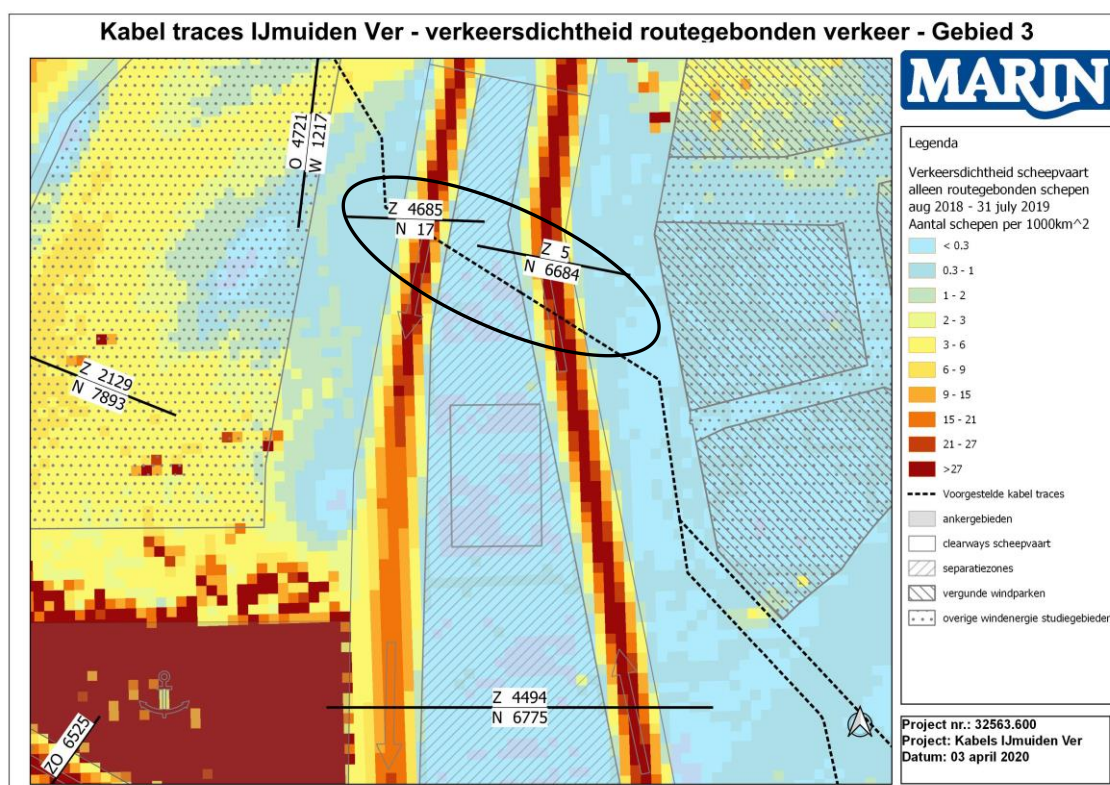 Kabel traces IJmuiden Ver - verkeersdichtheid routegebonden verkeer - Gebied 3
MARIN
O 4721
W 1217
Z 4685
N 17
Z 5
N 6684
Z 2129
N 7893
Z 4494
N 6775
ZO 6525
Legenda
Verkeersdichtheid scheepvaart
alleen routegebonden schepen
aug 2018 - 31 july 2019
Aantal schepen per 1000km^2
< 0.3
0.3 - 1
1 - 2
2 - 3
3 - 6
6 - 9
9 - 15
15 - 21
21 - 27
>27
Voorgestelde kabel traces
ankergebieden
clearways scheepvaart
separatiezones
vergunde windparken
overige windenergie studiegebieden
Project nr.: 32563.600
Project: Kabels IJmuiden Ver
Datum: 03 april 2020